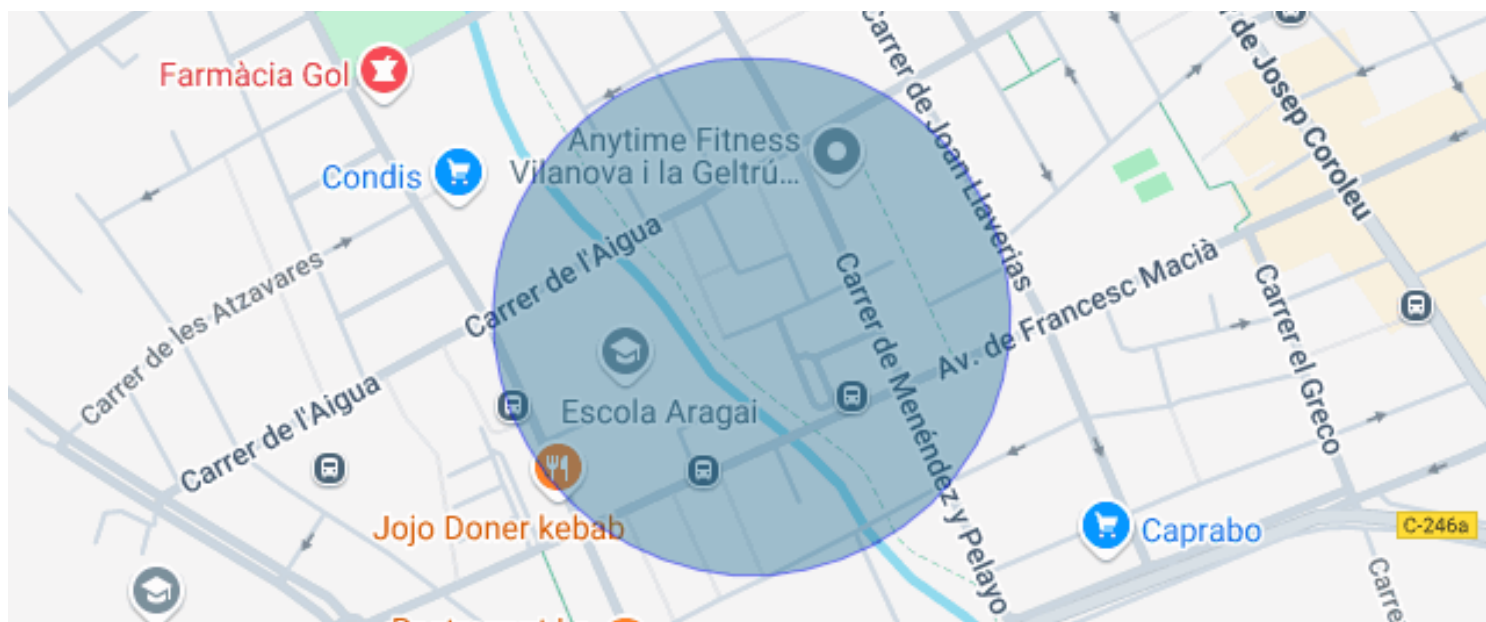 Farmàcia Gol
Condis
Anytime Fitness
Vilanova i la Geltrú...
Carrer de Joan Llaverias
de Josep Coroleu
Carrer de l'Aigua
Carrer de les Atzavares
Carrer de l'Aigua
Escola Aragai
Carrer de Menéndez y Pelayo
Av. de Francesc Macià
Carrer el Greco
Jojo Doner kebab
Caprabo
C-246a